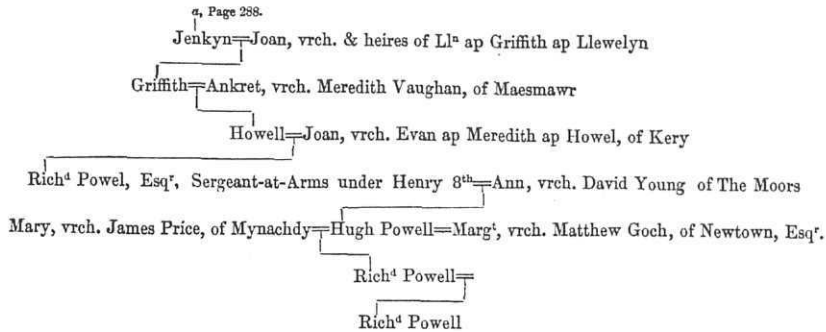 a, Page 288.
Jenkyn=Joan, vrch. & heires of Llⁿ ap Griffith ap Llewelyn
Griffith=Ankret, vrch. Meredith Vaughan, of Maesmawr
Howell=Joan, vrch. Evan ap Meredith ap Howel, of Kery
Richᵈ Powel, Esqʳ, Sergeant-at-Arms under Henry 8ᵗʰ=Ann, vrch. David Young of The Moors
Mary, vrch. James Price, of Mynachdy=Hugh Powell=Margᵗ, vrch. Matthew Goch, of Newtown, Esqʳ.
Richᵈ Powell=
Richᵈ Powell